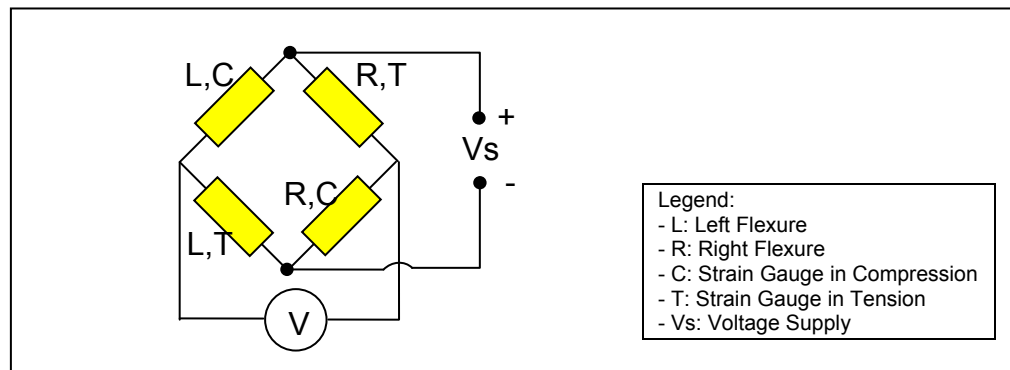 L,C
R,T
+
Vs
-
R,C
L,T
V
Legend:
- L: Left Flexure
- R: Right Flexure
- C: Strain Gauge in Compression
- T: Strain Gauge in Tension
- Vs: Voltage Supply